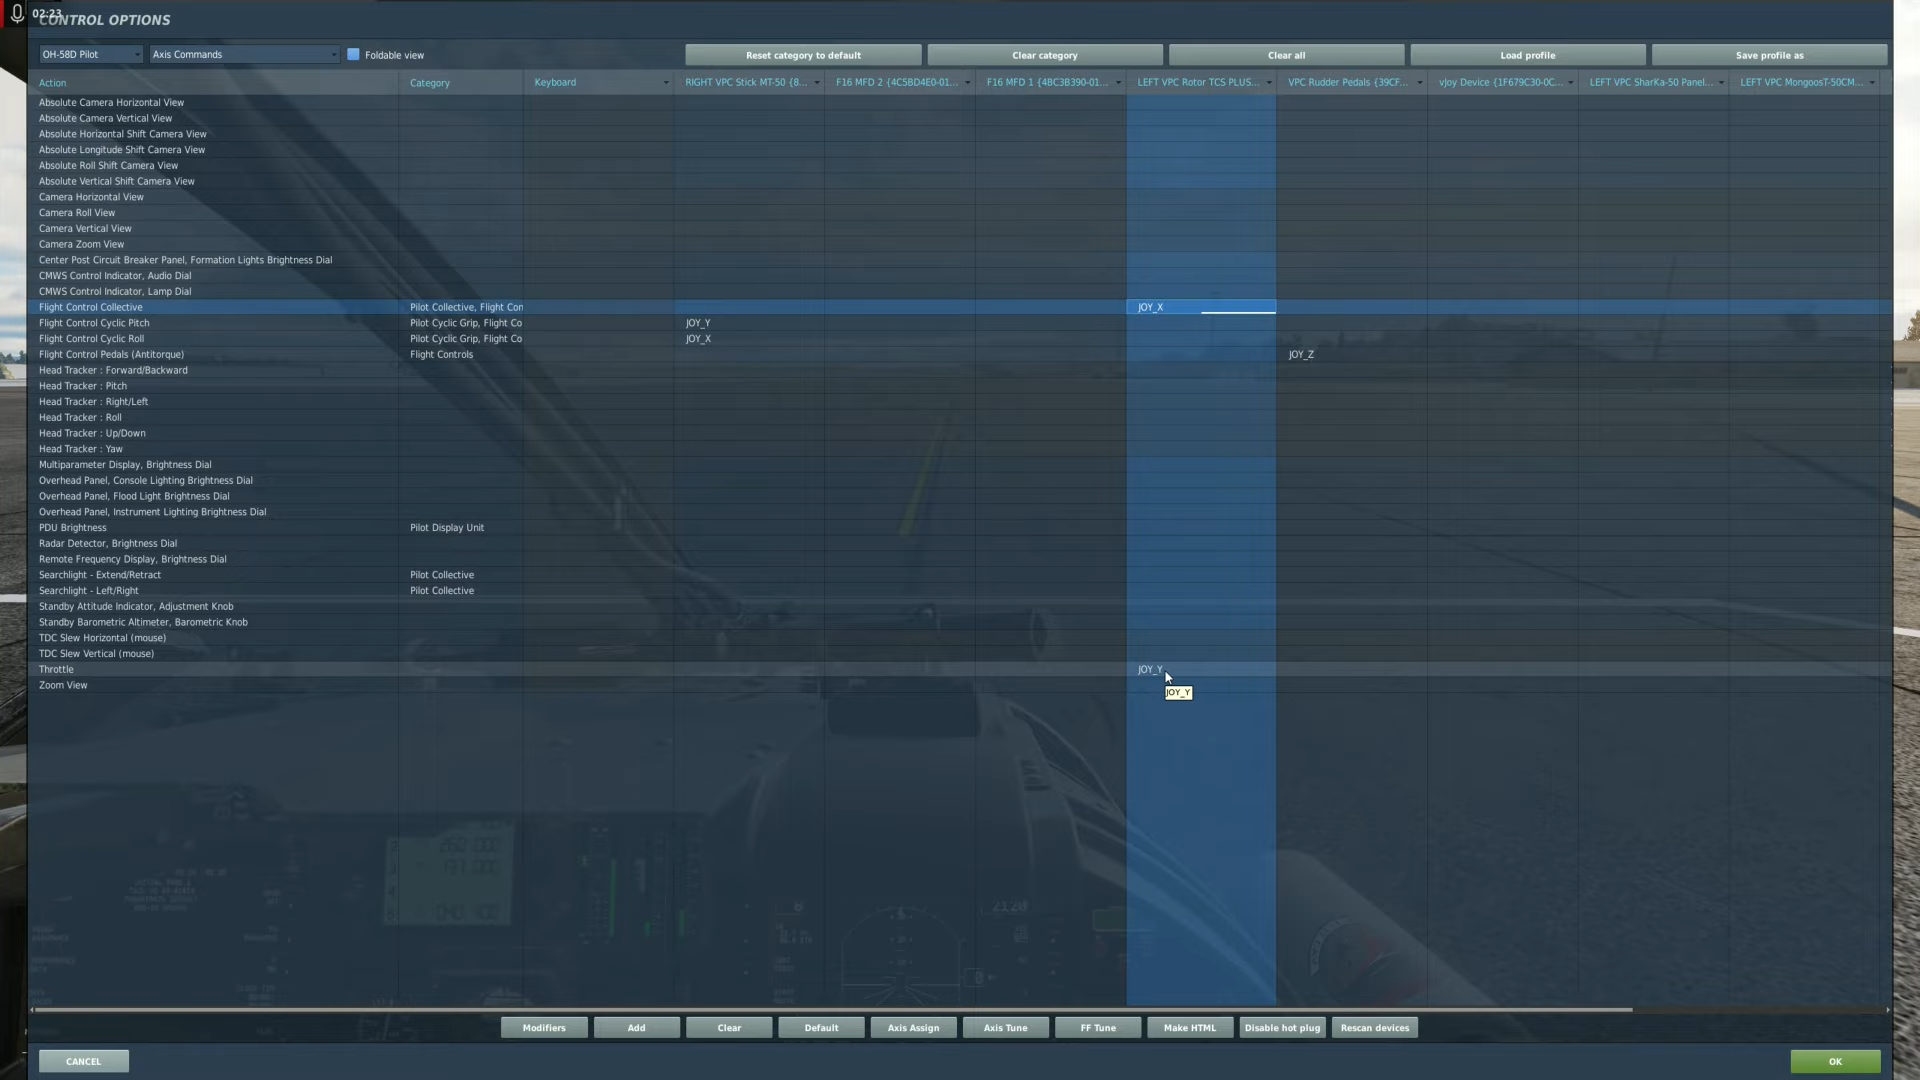 02:23
CONTROL OPTIONS
OH-58D Pilot Axis Commands Foldable view Reset category to default Clear category Clear all Load profile Save profile as
Action Category Keyboard RIGHT VPC Stick MT-50 {8... F16 MFD 2 {4C5BD4E0-01... F16 MFD 1 {4BC3B390-01... LEFT VPC Rotor TCS PLUS... VPC Rudder Pedals {39CF... vJoy Device {1F679C30-0C... LEFT VPC SharKa-50 Panel... LEFT VPC MongoosT-50CM...
Absolute Camera Horizontal View
Absolute Camera Vertical View
Absolute Horizontal Shift Camera View
Absolute Longitude Shift Camera View
Absolute Roll Shift Camera View
Absolute Vertical Shift Camera View
Camera Horizontal View
Camera Roll View
Camera Vertical View
Camera Zoom View
Center Post Circuit Breaker Panel, Formation Lights Brightness Dial
CMWS Control Indicator, Audio Dial
CMWS Control Indicator, Lamp Dial
Flight Control Collective Pilot Collective, Flight Con JOY_X
Flight Control Cyclic Pitch Pilot Cyclic Grip, Flight Co JOY_Y
Flight Control Cyclic Roll Pilot Cyclic Grip, Flight Co JOY_X
Flight Control Pedals (Antitorque) Flight Controls JOY_Z
Head Tracker : Forward/Backward
Head Tracker : Pitch
Head Tracker : Right/Left
Head Tracker : Roll
Head Tracker : Up/Down
Head Tracker : Yaw
Multiparameter Display, Brightness Dial
Overhead Panel, Console Lighting Brightness Dial
Overhead Panel, Flood Light Brightness Dial
Overhead Panel, Instrument Lighting Brightness Dial
PDU Brightness Pilot Display Unit
Radar Detector, Brightness Dial
Remote Frequency Display, Brightness Dial
Searchlight - Extend/Retract Pilot Collective
Searchlight - Left/Right Pilot Collective
Standby Attitude Indicator, Adjustment Knob
Standby Barometric Altimeter, Barometric Knob
TDC Slew Horizontal (mouse)
TDC Slew Vertical (mouse)
Throttle JOY_Y
Zoom View
JOY_Y
Modifiers Add Clear Default Axis Assign Axis Tune FF Tune Make HTML Disable hot plug Rescan devices
CANCEL OK